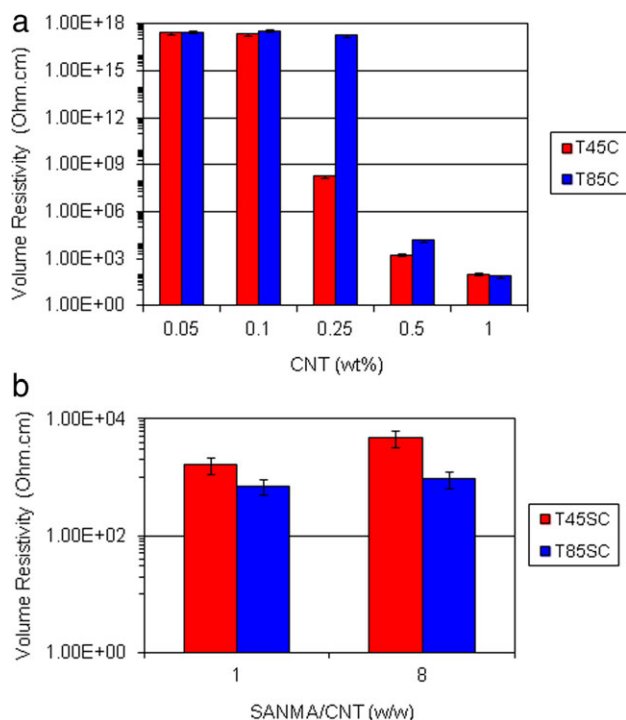 a
1.00E+18
1.00E+15
1.00E+12
1.00E+09
1.00E+06
1.00E+03
1.00E+00
Volume Resistivity (Ohm.cm)
0.05 0.1 0.25 0.5 1
CNT (wt%)
T45C
T85C
b
1.00E+04
1.00E+02
1.00E+00
Volume Resistivity (Ohm.cm)
1 8
SANMA/CNT (w/w)
T45SC
T85SC